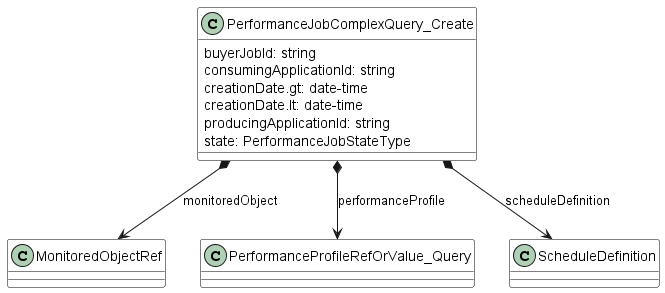 C PerformanceJobComplexQuery_Create
buyerJobId: string
consumingApplicationId: string
creationDate.gt: date-time
creationDate.lt: date-time
producingApplicationId: string
state: PerformanceJobStateType
monitoredObject
performanceProfile
scheduleDefinition
C MonitoredObjectRef
C PerformanceProfileRefOrValue_Query
C ScheduleDefinition